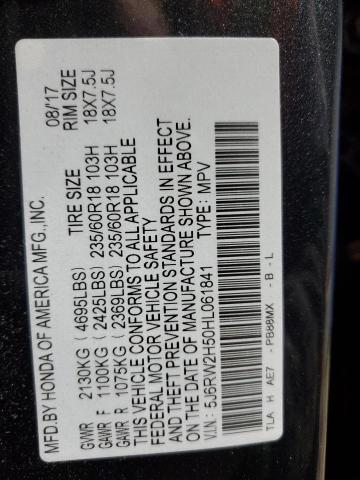 MFD.BY HONDA OF AMERICA MFG.,INC. 08/17
TIRE SIZE RIM SIZE
GVWR 2130KG (4695LBS)
GAWR F 1100KG (2425LBS) 235/60R18 103H 18X7.5J
GAWR R 1075KG (2369LBS) 235/60R18 103H 18X7.5J
THIS VEHICLE CONFORMS TO ALL APPLICABLE
FEDERAL MOTOR VEHICLE SAFETY
AND THEFT PREVENTION STANDARDS IN EFFECT
ON THE DATE OF MANUFACTURE SHOWN ABOVE.
V.I.N.: 5J6RW2H50HL061841 TYPE: MPV
TLA H AE7 - PB88MX - B - L